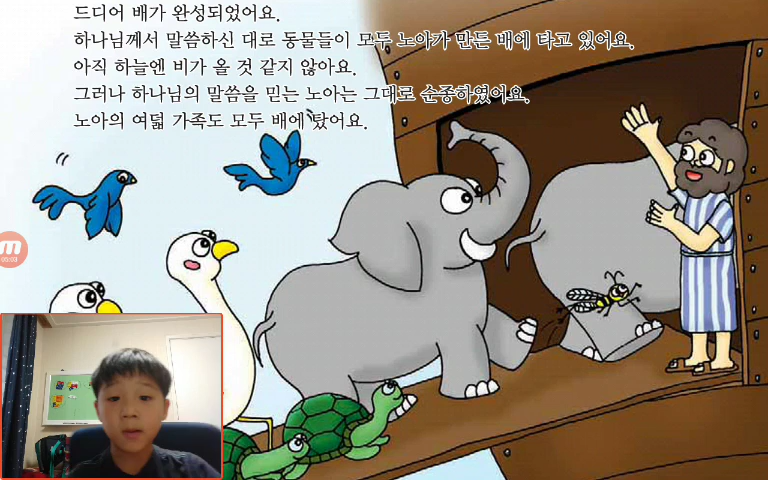 드디어 배가 완성되었어요.
하나님께서 말씀하신 대로 동물들이 모두 노아가 만든 배에 타고 있어요.
아직 하늘엔 비가 올 것 같지 않아요.
그러나 하나님의 말씀을 믿는 노아는 그대로 순종하였어요.
노아의 여덟 가족도 모두 배에 탔어요.
m
00:03